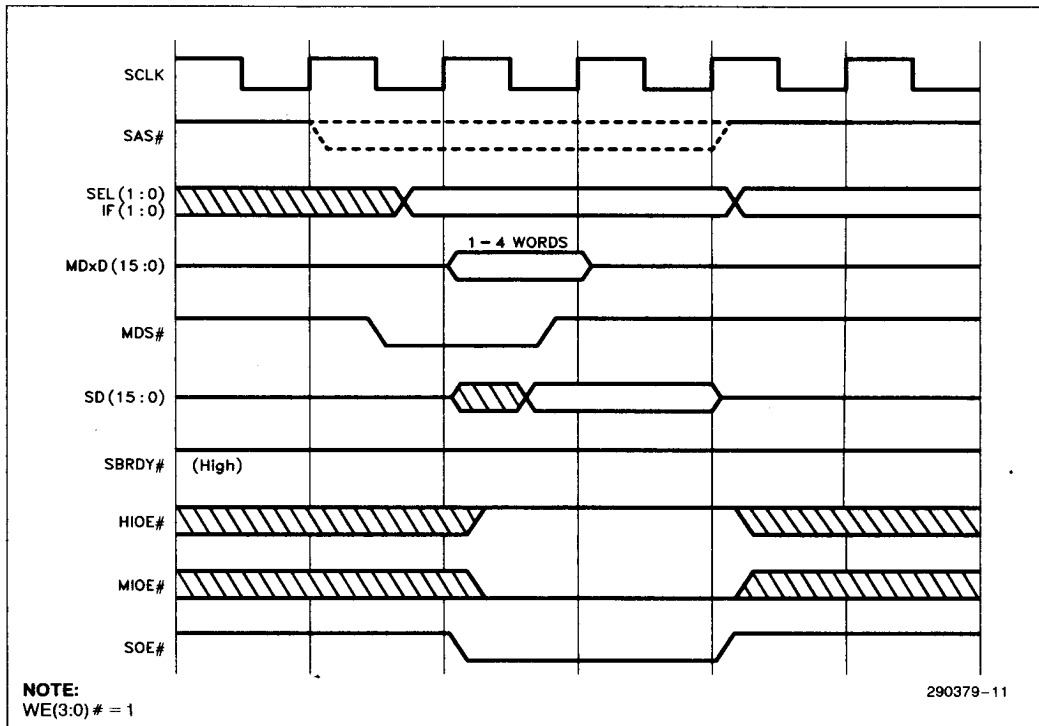 SCLK
SAS#
SEL(1:0)
IF(1:0)
1-4 WORDS
MDxD(15:0)
MDS#
SD(15:0)
SBRDY# (High)
HIOE#
MIOE#
SOE#
NOTE:
WE(3:0)# = 1
290379-11